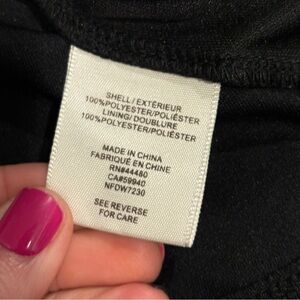 SHELL/EXTÉRIEUR
100%POLYESTER/POLIÉSTER
LINING/DOUBLURE
100%POLYESTER/POLIÉSTER
MADE IN CHINA
FABRIQUÉ EN CHINE
RN#44480
CA#59940
NFDW7230
SEE REVERSE
FOR CARE